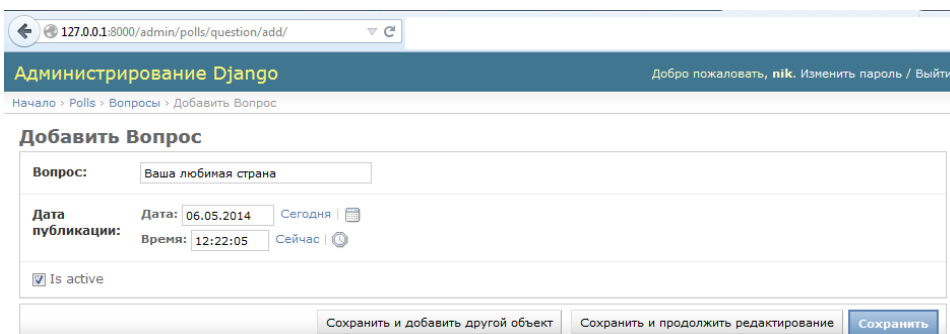 127.0.0.1:8000/admin/polls/question/add/
Администрирование Django
Добро пожаловать, nik. Изменить пароль / Выйти
Начало › Polls › Вопросы › Добавить Вопрос
Добавить Вопрос
Вопрос: Ваша любимая страна
Дата публикации:
Дата: 06.05.2014 Сегодня |
Время: 12:22:05 Сейчас |
Is active
Сохранить и добавить другой объект Сохранить и продолжить редактирование Сохранить